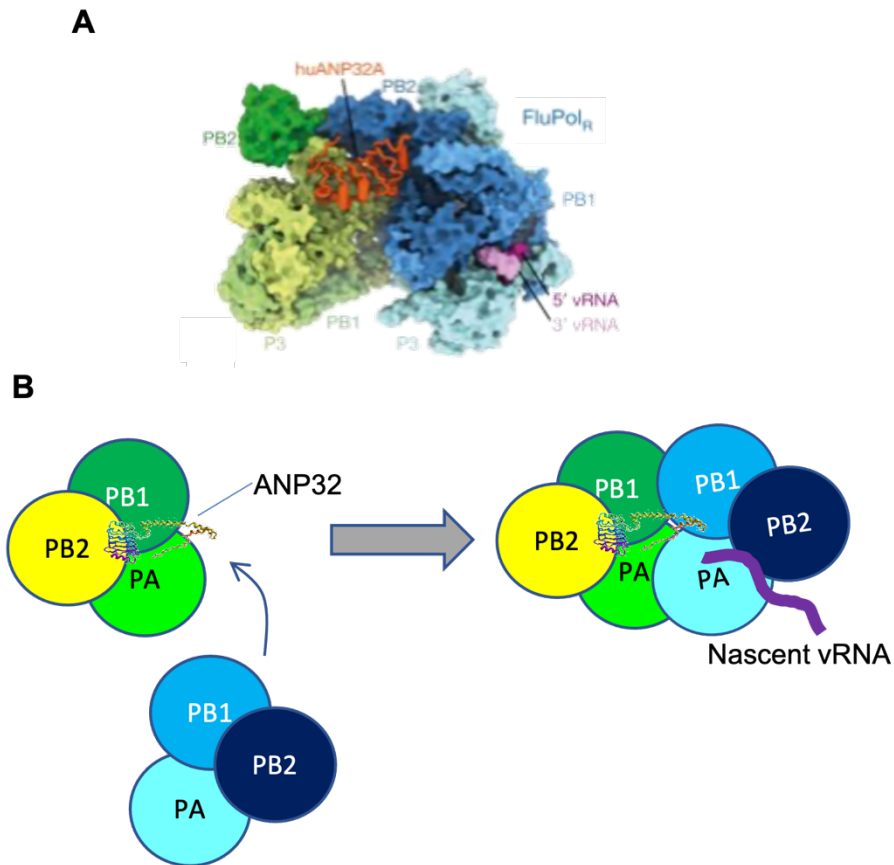 A
huANP32A
PB2
FluPolR
PB2
PB1
5' vRNA
3' vRNA
PB1
P3
P3
B
PB1
ANP32
PB2
PA
PB1
PB2
PA
PB1
PB1
PB2
PB2
PA
PA
Nascent vRNA